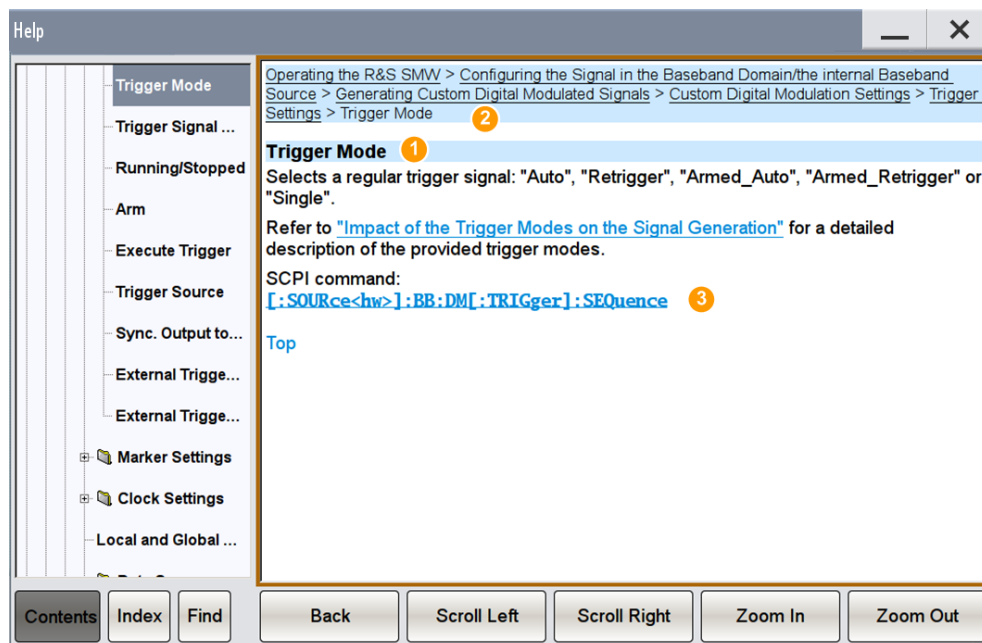 Help
Trigger Mode
Trigger Signal ...
Running/Stopped
Arm
Execute Trigger
Trigger Source
Sync. Output to...
External Trigge...
External Trigge...
Marker Settings
Clock Settings
Local and Global ...
Operating the R&S SMW > Configuring the Signal in the Baseband Domain/the internal Baseband
Source > Generating Custom Digital Modulated Signals > Custom Digital Modulation Settings > Trigger
Settings > Trigger Mode 2
Trigger Mode 1
Selects a regular trigger signal: "Auto", "Retrigger", "Armed_Auto", "Armed_Retrigger" or
"Single".
Refer to "Impact of the Trigger Modes on the Signal Generation" for a detailed
description of the provided trigger modes.
SCPI command:
[:SOURce<hw>]:BB:DM[:TRIGger]:SEQuence 3
Top
Contents Index Find Back Scroll Left Scroll Right Zoom In Zoom Out